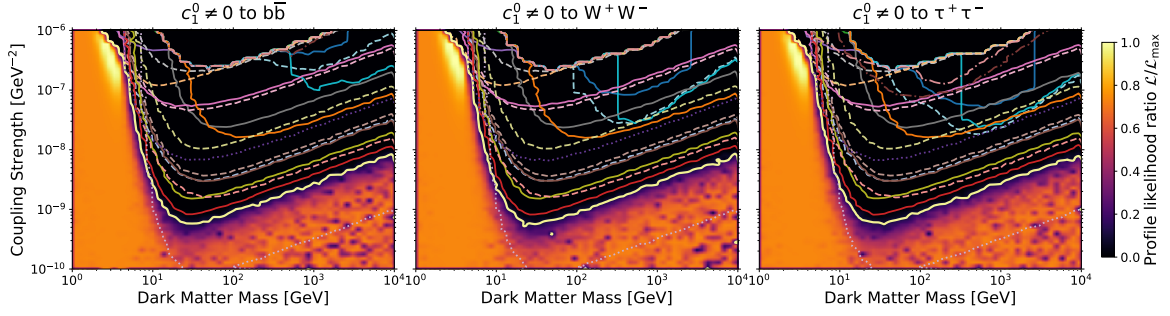 c₁⁰ ≠ 0 to bb̅
c₁⁰ ≠ 0 to W⁺W⁻
c₁⁰ ≠ 0 to τ⁺τ⁻
Coupling Strength [GeV⁻²]
10⁻⁶
10⁻⁷
10⁻⁸
10⁻⁹
10⁻¹⁰
10⁰ 10¹ 10² 10³ 10⁴
Dark Matter Mass [GeV]
10⁰ 10¹ 10² 10³ 10⁴
Dark Matter Mass [GeV]
10⁰ 10¹ 10² 10³ 10⁴
Dark Matter Mass [GeV]
1.0
0.8
0.6
0.4
0.2
0.0
Profile likelihood ratio ℒ/ℒmax